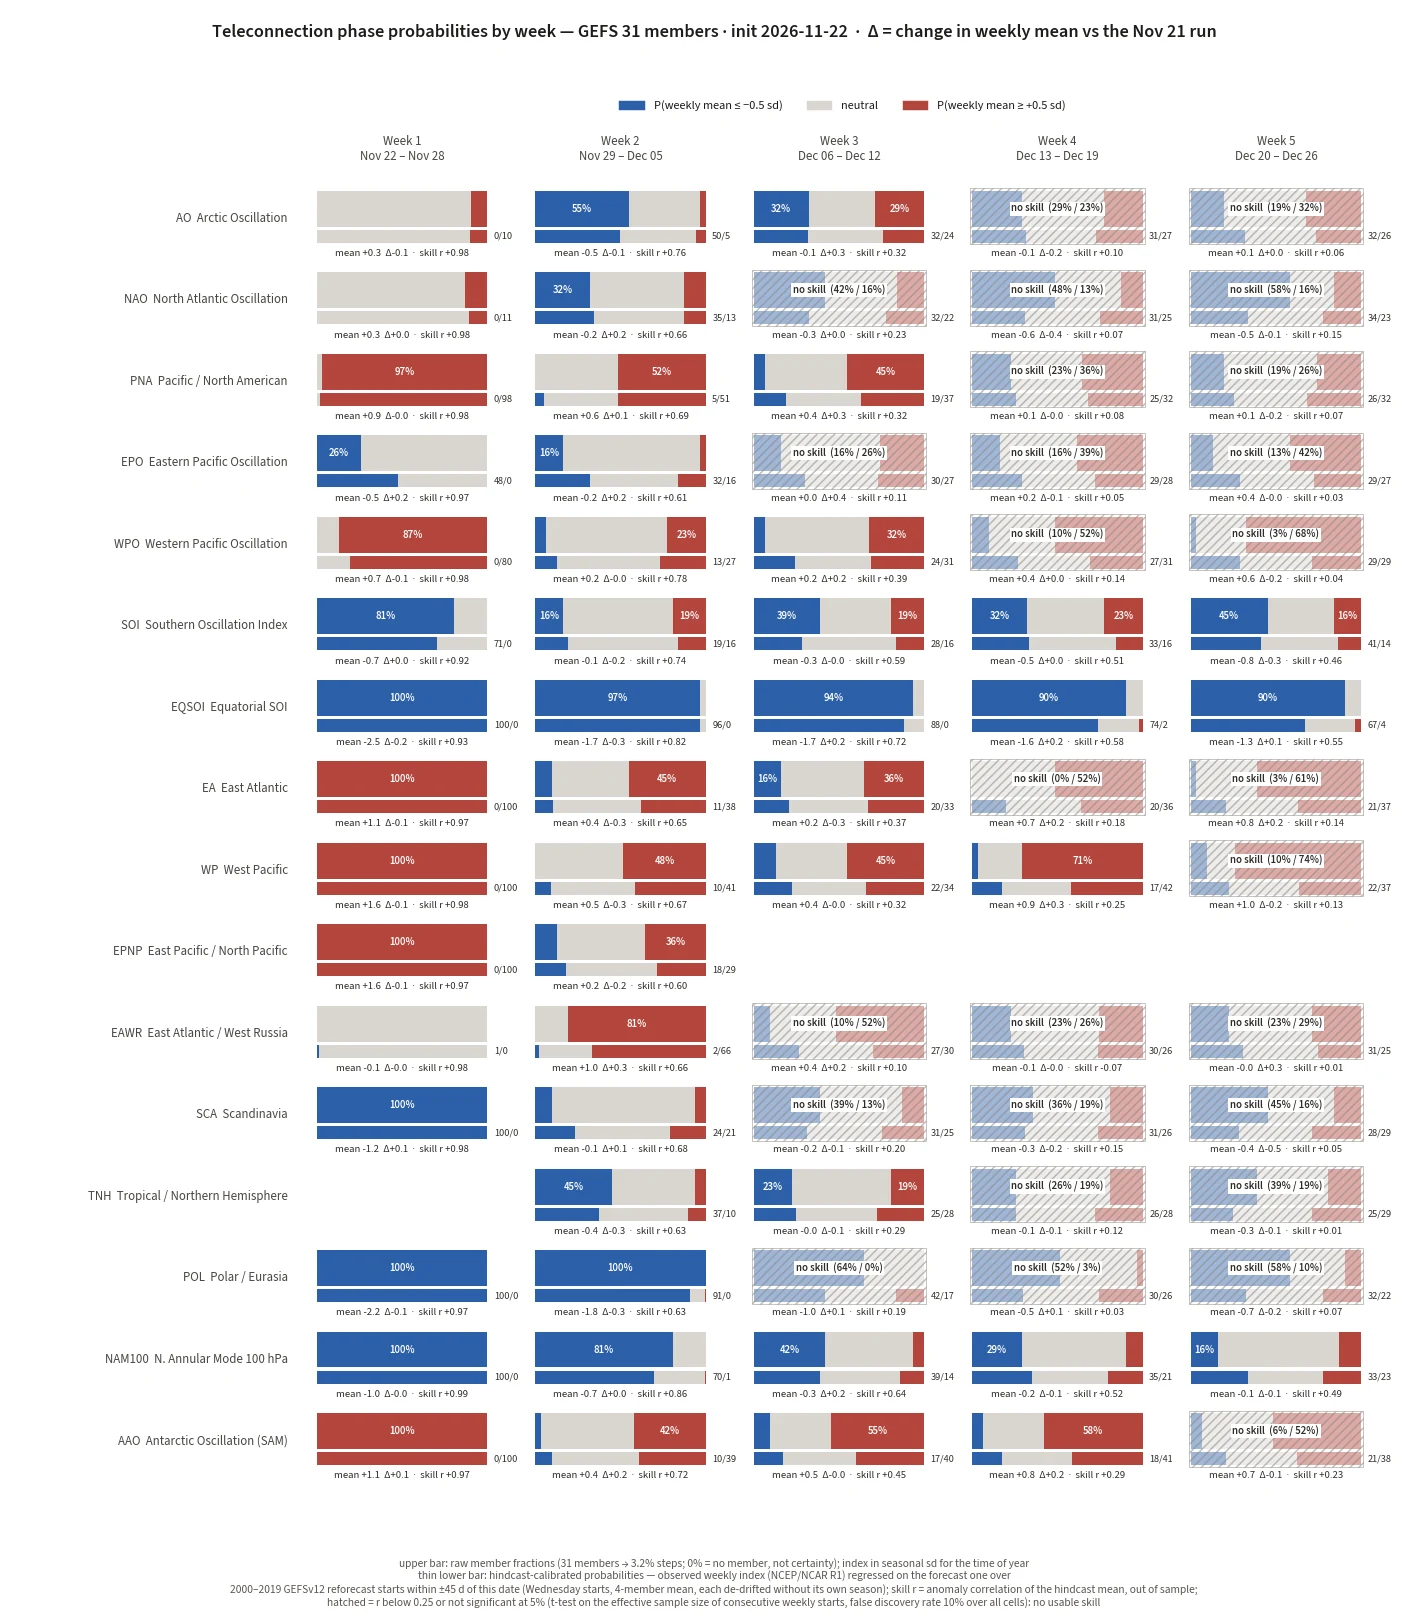 Teleconnection phase probabilities by week — GEFS 31 members · init 2026-11-22 · Δ = change in weekly mean vs the Nov 21 run
P(weekly mean ≤ −0.5 sd) neutral P(weekly mean ≥ +0.5 sd)
Week 1 Week 2 Week 3 Week 4 Week 5
Nov 22 – Nov 28 Nov 29 – Dec 05 Dec 06 – Dec 12 Dec 13 – Dec 19 Dec 20 – Dec 26
AO Arctic Oscillation
55% 32% 29% no skill (29% / 23%) no skill (19% / 32%)
0/10 50/5 32/24 31/27 32/26
mean +0.3 Δ-0.1 · skill r +0.98 mean -0.5 Δ-0.1 · skill r +0.76 mean -0.1 Δ+0.3 · skill r +0.32 mean -0.1 Δ-0.2 · skill r +0.10 mean +0.1 Δ+0.0 · skill r +0.06
NAO North Atlantic Oscillation
32% no skill (42% / 16%) no skill (48% / 13%) no skill (58% / 16%)
0/11 35/13 32/22 31/25 34/23
mean +0.3 Δ+0.0 · skill r +0.98 mean -0.2 Δ+0.2 · skill r +0.66 mean -0.3 Δ+0.0 · skill r +0.23 mean -0.6 Δ-0.4 · skill r +0.07 mean -0.5 Δ-0.1 · skill r +0.15
PNA Pacific / North American
97% 52% 45% no skill (23% / 36%) no skill (19% / 26%)
0/98 5/51 19/37 25/32 26/32
mean +0.9 Δ-0.0 · skill r +0.98 mean +0.6 Δ+0.1 · skill r +0.69 mean +0.4 Δ+0.3 · skill r +0.32 mean +0.1 Δ-0.0 · skill r +0.08 mean +0.1 Δ-0.2 · skill r +0.07
EPO Eastern Pacific Oscillation
26% 16% no skill (16% / 26%) no skill (16% / 39%) no skill (13% / 42%)
48/0 32/16 30/27 29/28 29/27
mean -0.5 Δ+0.2 · skill r +0.97 mean -0.2 Δ+0.2 · skill r +0.61 mean +0.0 Δ+0.4 · skill r +0.11 mean +0.2 Δ-0.1 · skill r +0.05 mean +0.4 Δ-0.0 · skill r +0.03
WPO Western Pacific Oscillation
87% 23% 32% no skill (10% / 52%) no skill (3% / 68%)
0/80 13/27 24/31 27/31 29/29
mean +0.7 Δ-0.1 · skill r +0.98 mean +0.2 Δ-0.0 · skill r +0.78 mean +0.2 Δ+0.2 · skill r +0.39 mean +0.4 Δ+0.0 · skill r +0.14 mean +0.6 Δ-0.2 · skill r +0.04
SOI Southern Oscillation Index
81% 16% 19% 39% 19% 32% 23% 45% 16%
71/0 19/16 28/16 33/16 41/14
mean -0.7 Δ+0.0 · skill r +0.92 mean -0.1 Δ-0.2 · skill r +0.74 mean -0.3 Δ-0.0 · skill r +0.59 mean -0.5 Δ+0.0 · skill r +0.51 mean -0.8 Δ-0.3 · skill r +0.46
EQSOI Equatorial SOI
100% 97% 94% 90% 90%
100/0 96/0 88/0 74/2 67/4
mean -2.5 Δ-0.2 · skill r +0.93 mean -1.7 Δ-0.3 · skill r +0.82 mean -1.7 Δ+0.2 · skill r +0.72 mean -1.6 Δ+0.2 · skill r +0.58 mean -1.3 Δ+0.1 · skill r +0.55
EA East Atlantic
100% 45% 16% 36% no skill (0% / 52%) no skill (3% / 61%)
0/100 11/38 20/33 20/36 21/37
mean +1.1 Δ-0.1 · skill r +0.97 mean +0.4 Δ-0.3 · skill r +0.65 mean +0.2 Δ-0.3 · skill r +0.37 mean +0.7 Δ+0.2 · skill r +0.18 mean +0.8 Δ+0.2 · skill r +0.14
WP West Pacific
100% 48% 45% 71% no skill (10% / 74%)
0/100 10/41 22/34 17/42 22/37
mean +1.6 Δ-0.1 · skill r +0.98 mean +0.5 Δ-0.3 · skill r +0.67 mean +0.4 Δ-0.0 · skill r +0.32 mean +0.9 Δ+0.3 · skill r +0.25 mean +1.0 Δ-0.2 · skill r +0.13
EPNP East Pacific / North Pacific
100% 36%
0/100 18/29
mean +1.6 Δ-0.1 · skill r +0.97 mean +0.2 Δ-0.2 · skill r +0.60
EAWR East Atlantic / West Russia
81% no skill (10% / 52%) no skill (23% / 26%) no skill (23% / 29%)
1/0 2/66 27/30 30/26 31/25
mean -0.1 Δ-0.0 · skill r +0.98 mean +1.0 Δ+0.3 · skill r +0.66 mean +0.4 Δ+0.2 · skill r +0.10 mean -0.1 Δ-0.0 · skill r -0.07 mean -0.0 Δ+0.3 · skill r +0.01
SCA Scandinavia
100% no skill (39% / 13%) no skill (36% / 19%) no skill (45% / 16%)
100/0 24/21 31/25 31/26 28/29
mean -1.2 Δ+0.1 · skill r +0.98 mean -0.1 Δ+0.1 · skill r +0.68 mean -0.2 Δ-0.1 · skill r +0.20 mean -0.3 Δ-0.2 · skill r +0.15 mean -0.4 Δ-0.5 · skill r +0.05
TNH Tropical / Northern Hemisphere
45% 23% 19% no skill (26% / 19%) no skill (39% / 19%)
37/10 25/28 26/28 25/29
mean -0.4 Δ-0.3 · skill r +0.63 mean -0.0 Δ-0.1 · skill r +0.29 mean -0.1 Δ-0.1 · skill r +0.12 mean -0.3 Δ-0.1 · skill r +0.01
POL Polar / Eurasia
100% 100% no skill (64% / 0%) no skill (52% / 3%) no skill (58% / 10%)
100/0 91/0 42/17 30/26 32/22
mean -2.2 Δ-0.1 · skill r +0.97 mean -1.8 Δ-0.3 · skill r +0.63 mean -1.0 Δ+0.1 · skill r +0.19 mean -0.5 Δ+0.1 · skill r +0.03 mean -0.7 Δ-0.2 · skill r +0.07
NAM100 N. Annular Mode 100 hPa
100% 81% 42% 29% 16%
100/0 70/1 39/14 35/21 33/23
mean -1.0 Δ-0.0 · skill r +0.99 mean -0.7 Δ+0.0 · skill r +0.86 mean -0.3 Δ+0.2 · skill r +0.64 mean -0.2 Δ-0.1 · skill r +0.52 mean -0.1 Δ-0.1 · skill r +0.49
AAO Antarctic Oscillation (SAM)
100% 42% 55% 58% no skill (6% / 52%)
0/100 10/39 17/40 18/41 21/38
mean +1.1 Δ+0.1 · skill r +0.97 mean +0.4 Δ+0.2 · skill r +0.72 mean +0.5 Δ-0.0 · skill r +0.45 mean +0.8 Δ+0.2 · skill r +0.29 mean +0.7 Δ-0.1 · skill r +0.23
upper bar: raw member fractions (31 members → 3.2% steps; 0% = no member, not certainty); index in seasonal sd for the time of year
thin lower bar: hindcast-calibrated probabilities — observed weekly index (NCEP/NCAR R1) regressed on the forecast one over
2000–2019 GEFSv12 reforecast starts within ±45 d of this date (Wednesday starts, 4-member mean, each de-drifted without its own season); skill r = anomaly correlation of the hindcast mean, out of sample;
hatched = r below 0.25 or not significant at 5% (t-test on the effective sample size of consecutive weekly starts, false discovery rate 10% over all cells): no usable skill